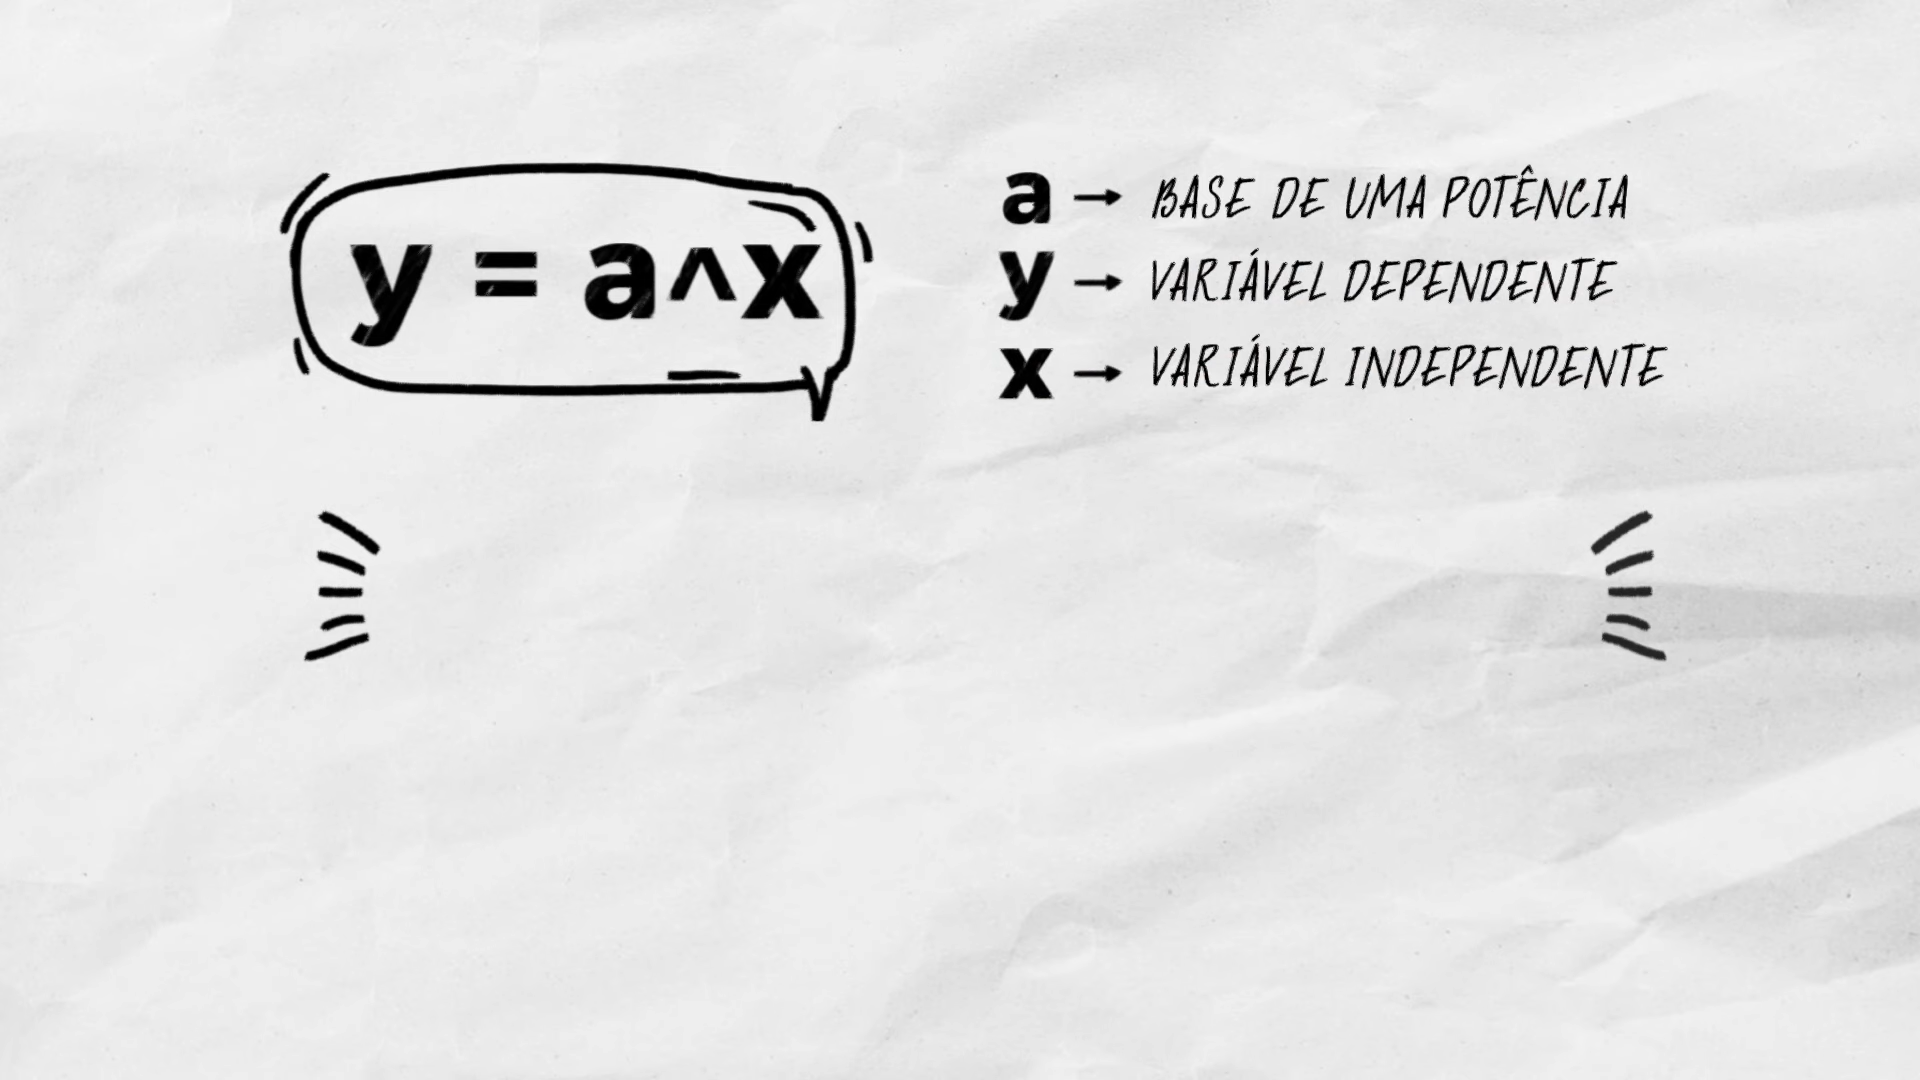 y = a^x
a → BASE DE UMA POTÊNCIA
y → VARIÁVEL DEPENDENTE
x → VARIÁVEL INDEPENDENTE